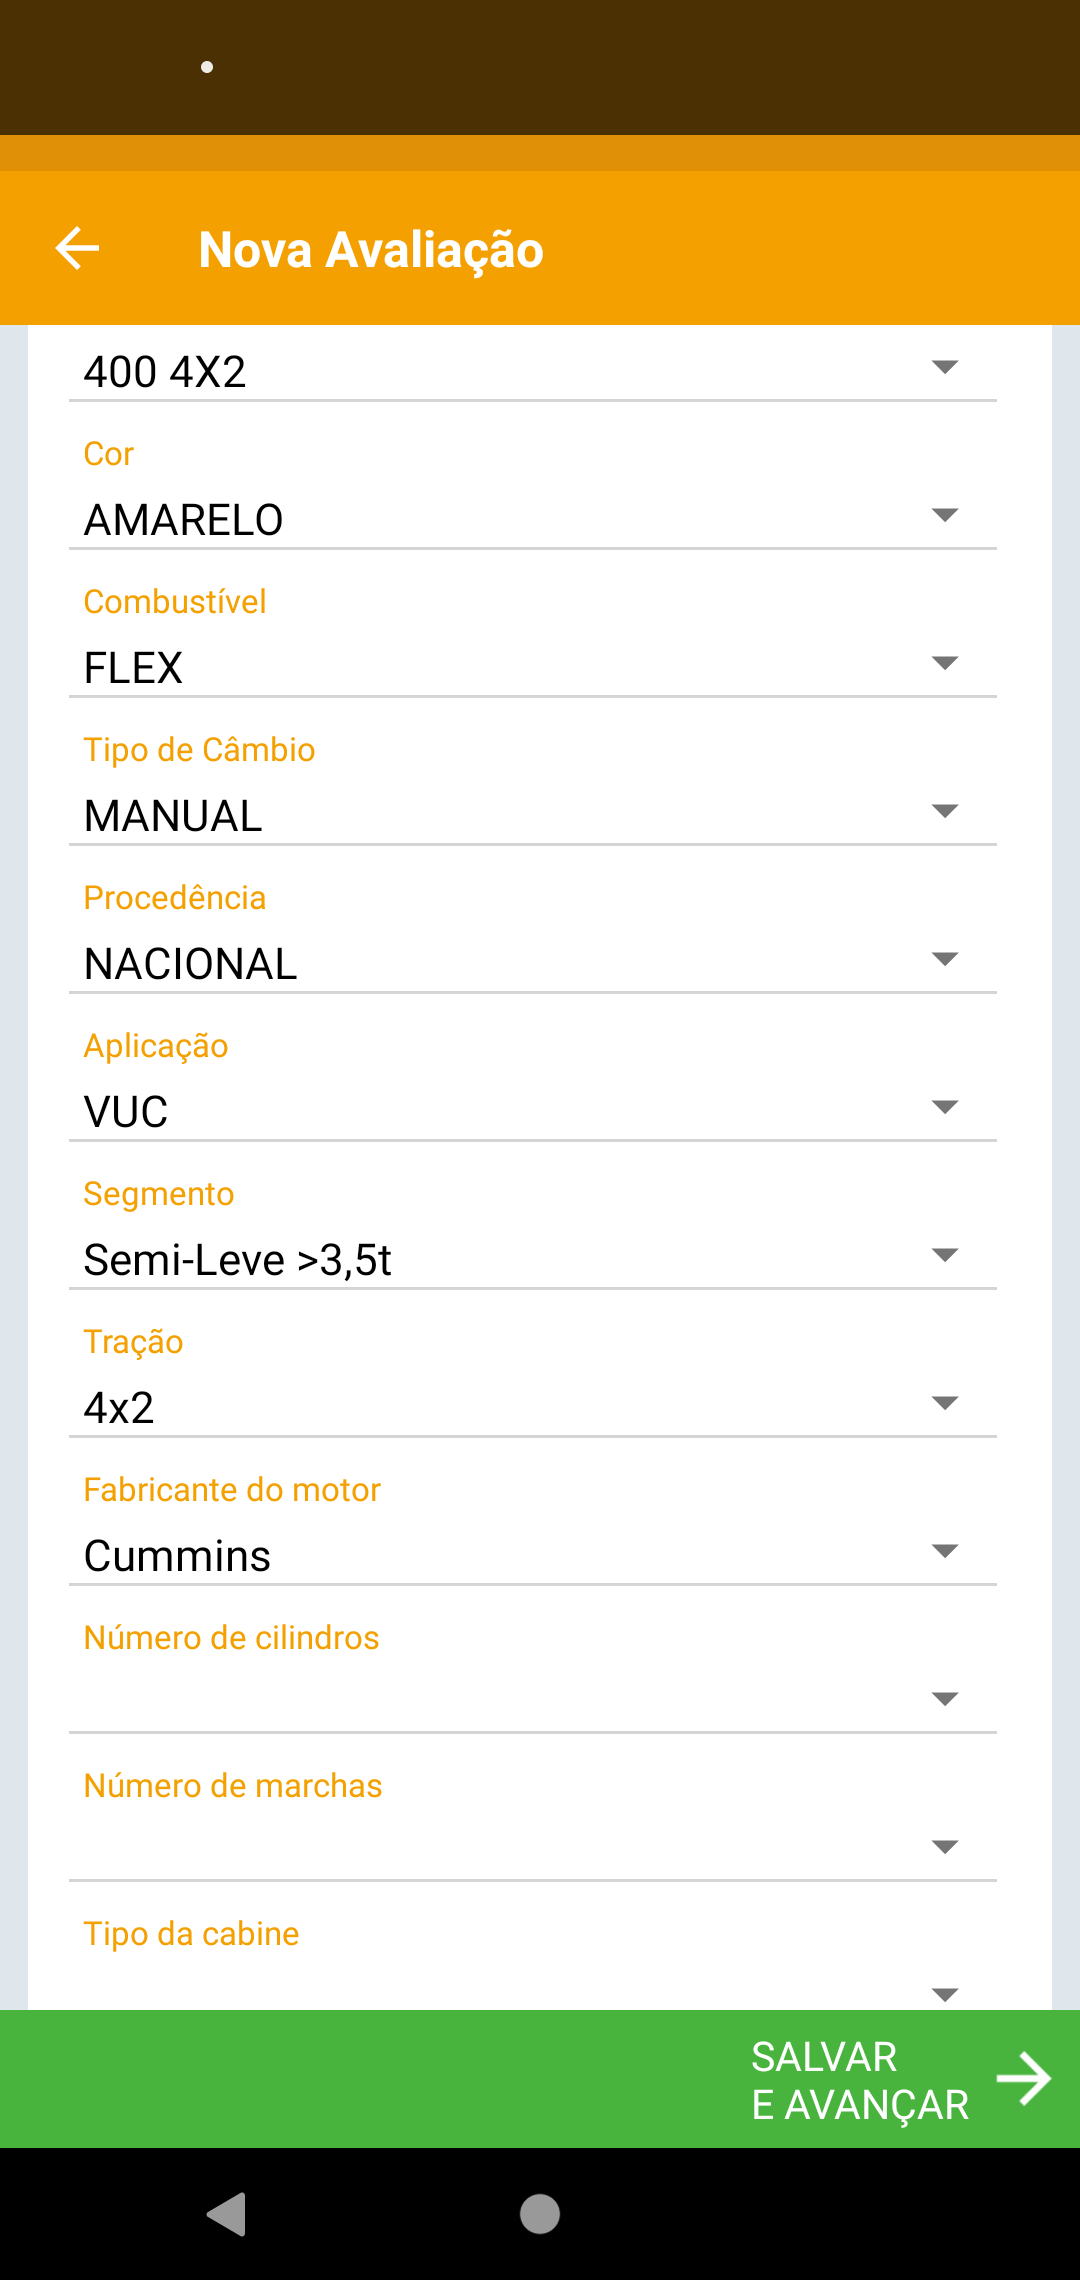 Nova Avaliação
400 4X2
Cor
AMARELO
Combustível
FLEX
Tipo de Câmbio
MANUAL
Procedência
NACIONAL
Aplicação
VUC
Segmento
Semi-Leve >3,5t
Tração
4x2
Fabricante do motor
Cummins
Número de cilindros
Número de marchas
Tipo da cabine
SALVAR
E AVANÇAR